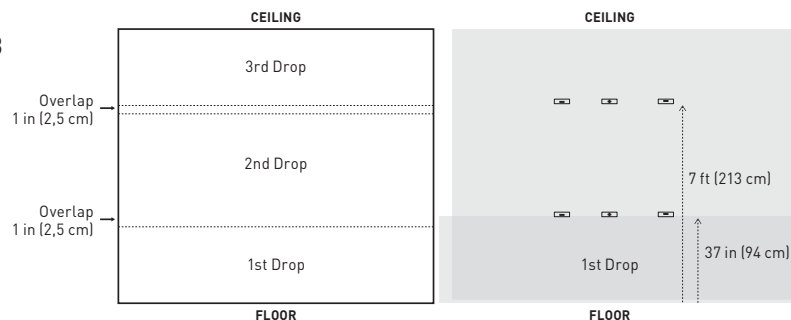 CEILING
3rd Drop
Overlap
1 in (2,5 cm)
2nd Drop
Overlap
1 in (2,5 cm)
1st Drop
FLOOR
CEILING
7 ft (213 cm)
37 in (94 cm)
1st Drop
FLOOR